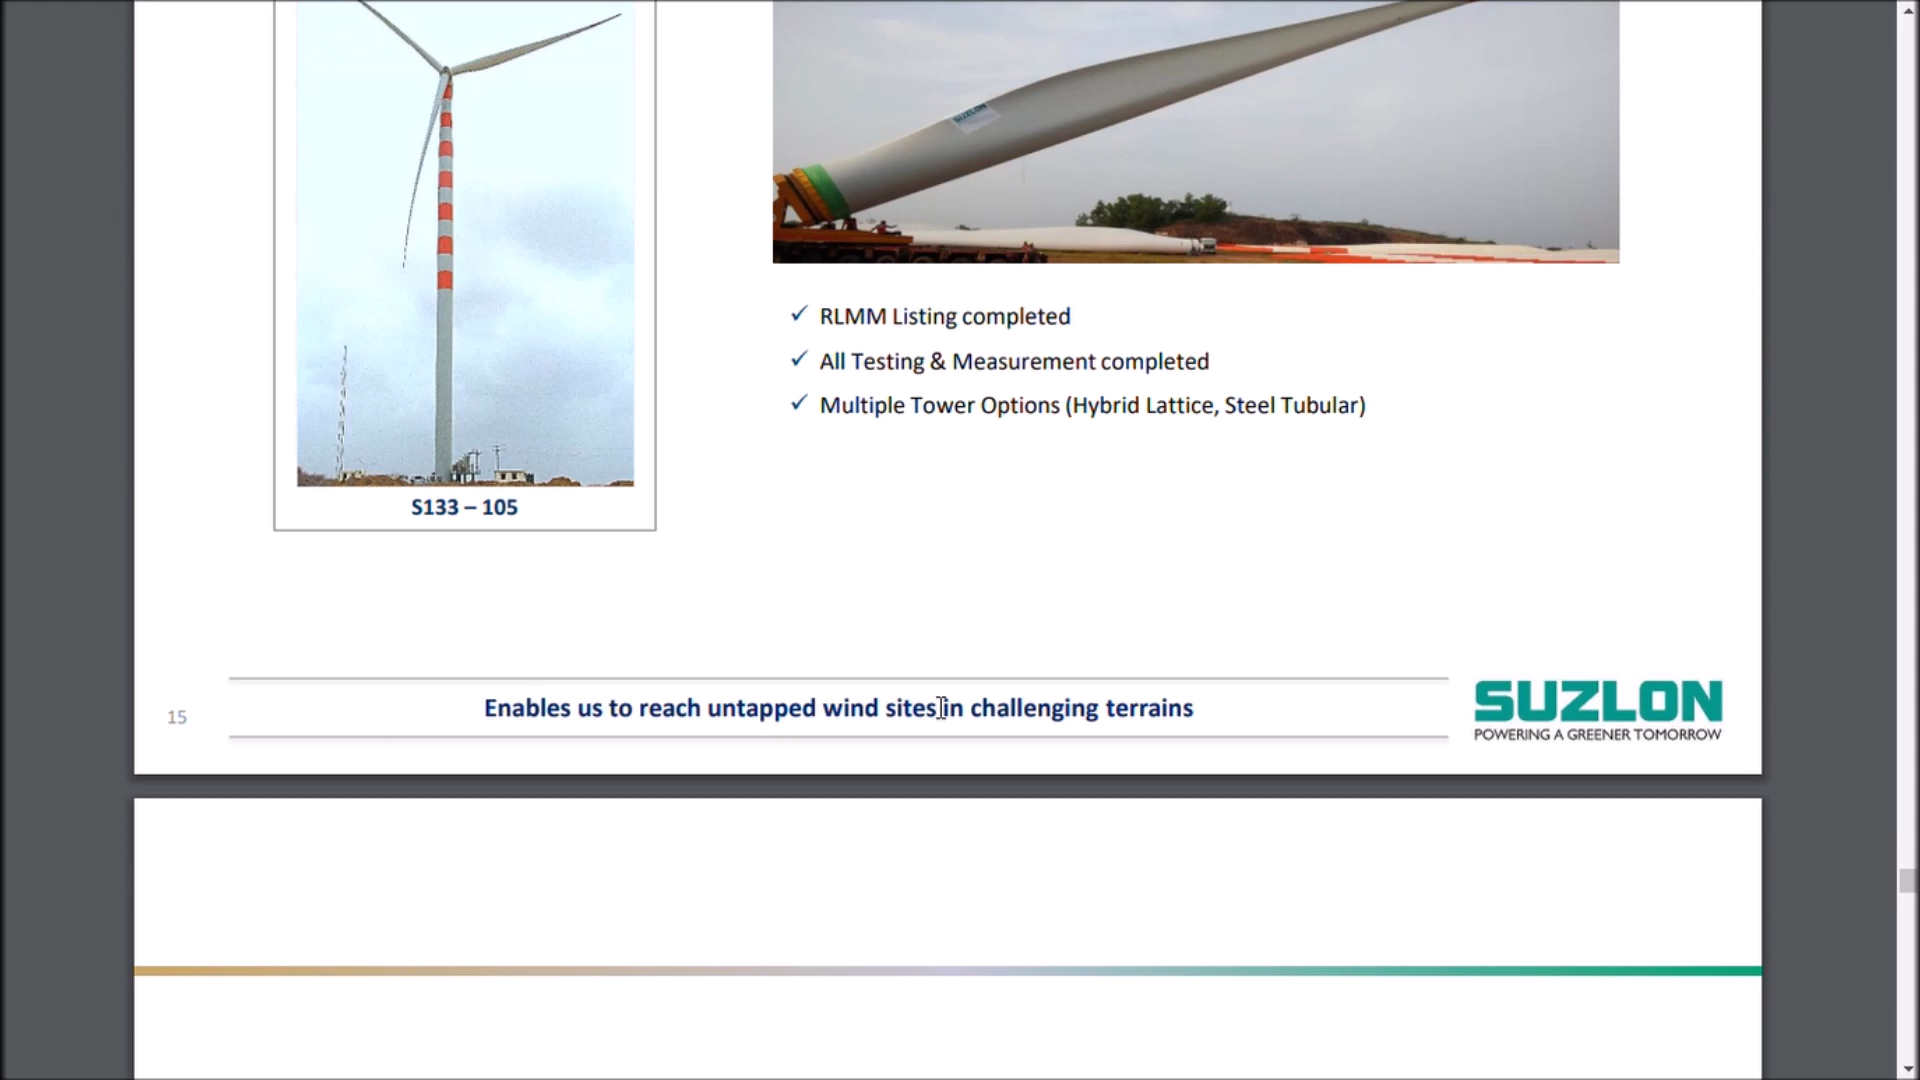 SUZLON
RLMM Listing completed
All Testing & Measurement completed
Multiple Tower Options (Hybrid Lattice, Steel Tubular)
S133 – 105
15
Enables us to reach untapped wind sites in challenging terrains
SUZLON
POWERING A GREENER TOMORROW